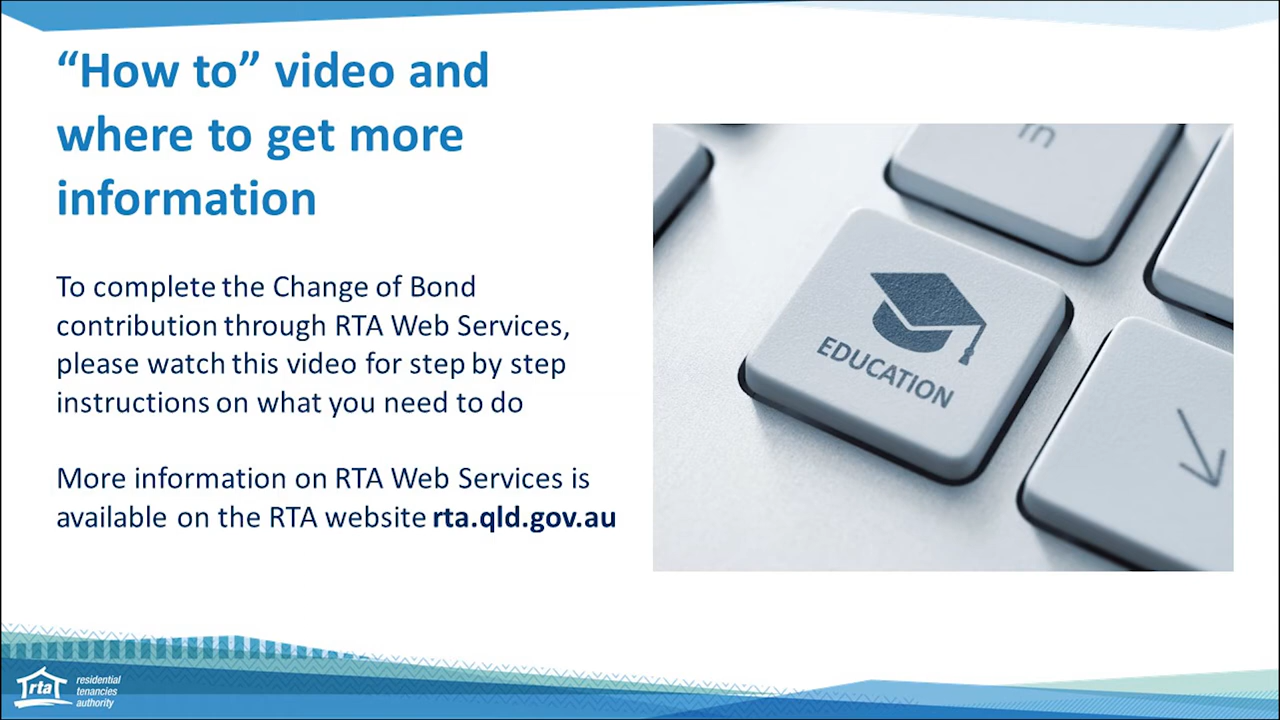 “How to” video and
where to get more
information
To complete the Change of Bond
contribution through RTA Web Services,
please watch this video for step by step
instructions on what you need to do
More information on RTA Web Services is
available on the RTA website rta.qld.gov.au
EDUCATION
rta
residential
tenancies
authority